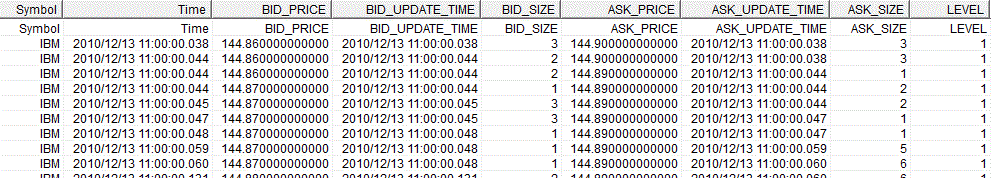 Symbol Time BID_PRICE BID_UPDATE_TIME BID_SIZE ASK_PRICE ASK_UPDATE_TIME ASK_SIZE LEVEL
Symbol Time BID_PRICE BID_UPDATE_TIME BID_SIZE ASK_PRICE ASK_UPDATE_TIME ASK_SIZE LEVEL
IBM 2010/12/13 11:00:00.038 144.860000000000 2010/12/13 11:00:00.038 3 144.900000000000 2010/12/13 11:00:00.038 3 1
IBM 2010/12/13 11:00:00.044 144.860000000000 2010/12/13 11:00:00.044 2 144.900000000000 2010/12/13 11:00:00.038 3 1
IBM 2010/12/13 11:00:00.044 144.860000000000 2010/12/13 11:00:00.044 2 144.890000000000 2010/12/13 11:00:00.044 1 1
IBM 2010/12/13 11:00:00.044 144.870000000000 2010/12/13 11:00:00.044 1 144.890000000000 2010/12/13 11:00:00.044 2 1
IBM 2010/12/13 11:00:00.045 144.870000000000 2010/12/13 11:00:00.045 3 144.890000000000 2010/12/13 11:00:00.044 2 1
IBM 2010/12/13 11:00:00.047 144.870000000000 2010/12/13 11:00:00.045 3 144.890000000000 2010/12/13 11:00:00.047 1 1
IBM 2010/12/13 11:00:00.048 144.870000000000 2010/12/13 11:00:00.048 1 144.890000000000 2010/12/13 11:00:00.047 1 1
IBM 2010/12/13 11:00:00.059 144.870000000000 2010/12/13 11:00:00.048 1 144.890000000000 2010/12/13 11:00:00.059 5 1
IBM 2010/12/13 11:00:00.060 144.870000000000 2010/12/13 11:00:00.048 1 144.890000000000 2010/12/13 11:00:00.060 6 1